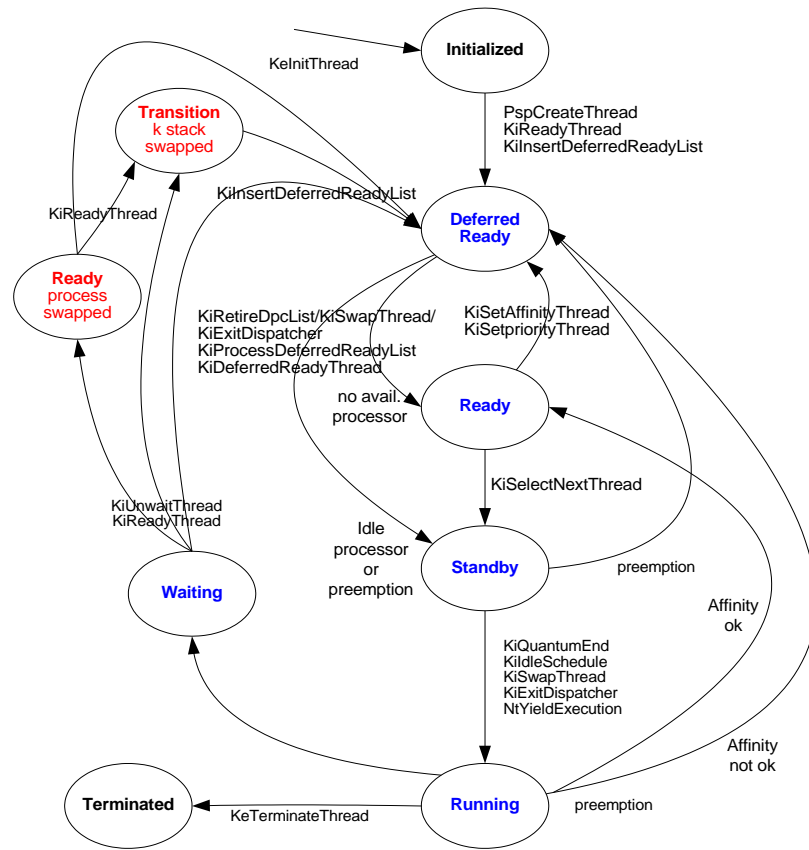 Initialized
KeInitThread
Transition
k stack
swapped
PspCreateThread
KiReadyThread
KiInsertDeferredReadyList
KiInsertDeferredReadyList
KiReadyThread
Deferred
Ready
Ready
process
swapped
KiRetireDpcList/KiSwapThread/
KiExitDispatcher
KiProcessDeferredReadyList
KiDeferredReadyThread
KiSetAffinityThread
KiSetpriorityThread
no avail.
processor
Ready
KiSelectNextThread
KiUnwaitThread
KiReadyThread
Idle
processor
or
preemption
Standby
preemption
Waiting
Affinity
ok
KiQuantumEnd
KiIdleSchedule
KiSwapThread
KiExitDispatcher
NtYieldExecution
Affinity
not ok
Terminated
KeTerminateThread
Running
preemption